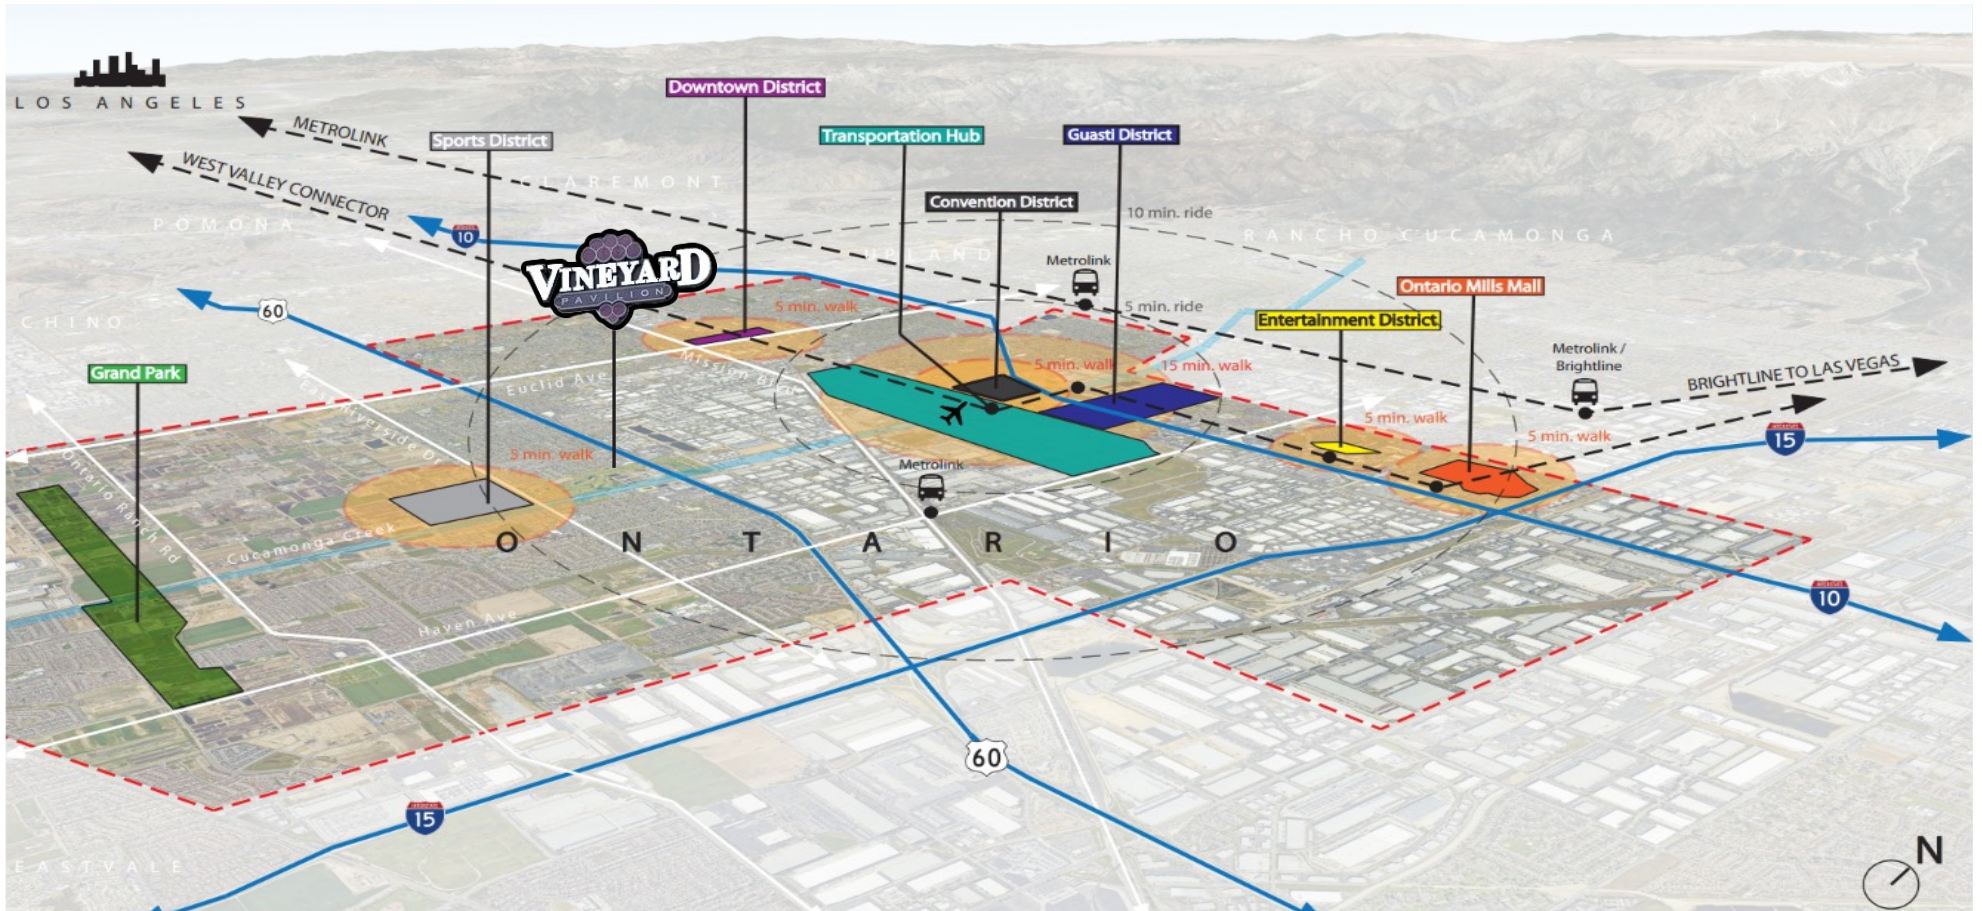 LOS ANGELES
METROLINK
WEST VALLEY CONNECTOR
POMONA
CLAREMONT
10
Sports District
Downtown District
Transportation Hub
Guasti District
Convention District
10 min. ride
RANCHO CUCAMONGA
UPLAND
Metrolink
5 min. ride
VINEYARD
PAVILION
60
CHINO
5 min. walk
Ontario Mills Mall
Entertainment District
Metrolink /
Brightline
BRIGHTLINE TO LAS VEGAS
Grand Park
Euclid Ave
Mission Blvd
5 min. walk
15 min. walk
5 min. walk
5 min. walk
15
Riverside Dr
Ontario Ranch Rd
5 min. walk
Metrolink
Cucamonga Creek
ONTARIO
Haven Ave
10
60
15
EASTVALE
N